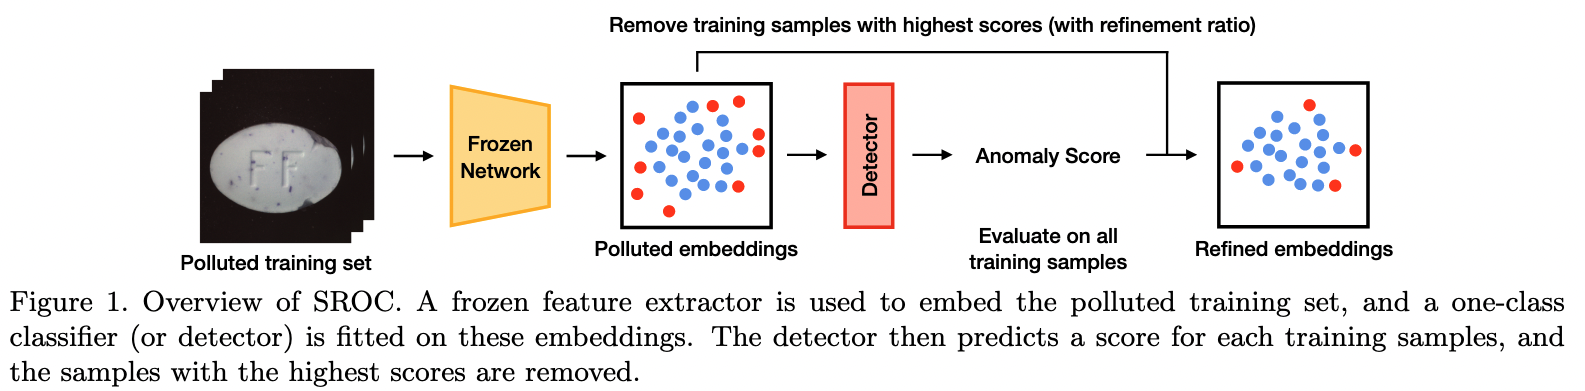 Remove training samples with highest scores (with refinement ratio)
FF
Frozen
Network
Detector
Anomaly Score
Evaluate on all
training samples
Polluted training set
Polluted embeddings
Refined embeddings
Figure 1. Overview of SROC. A frozen feature extractor is used to embed the polluted training set, and a one-class
classifier (or detector) is fitted on these embeddings. The detector then predicts a score for each training samples, and
the samples with the highest scores are removed.